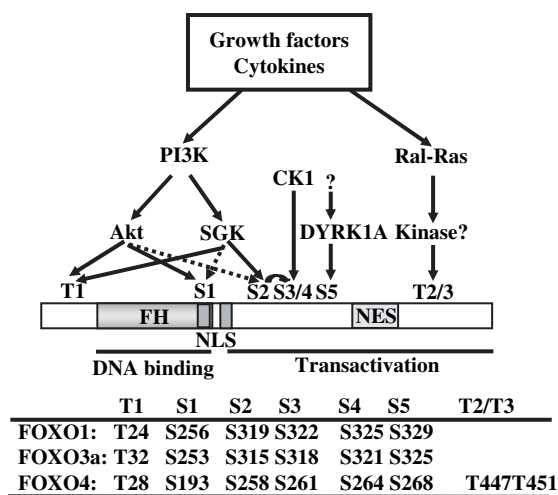 Growth factors
Cytokines
PI3K
Ral-Ras
CK1 ?
Akt SGK DYRK1A Kinase?
T1 S1 S2 S3/4 S5 T2/3
FH NES
NLS
DNA binding Transactivation
T1 S1 S2 S3 S4 S5 T2/T3
FOXO1: T24 S256 S319 S322 S325 S329
FOXO3a: T32 S253 S315 S318 S321 S325
FOXO4: T28 S193 S258 S261 S264 S268 T447T451